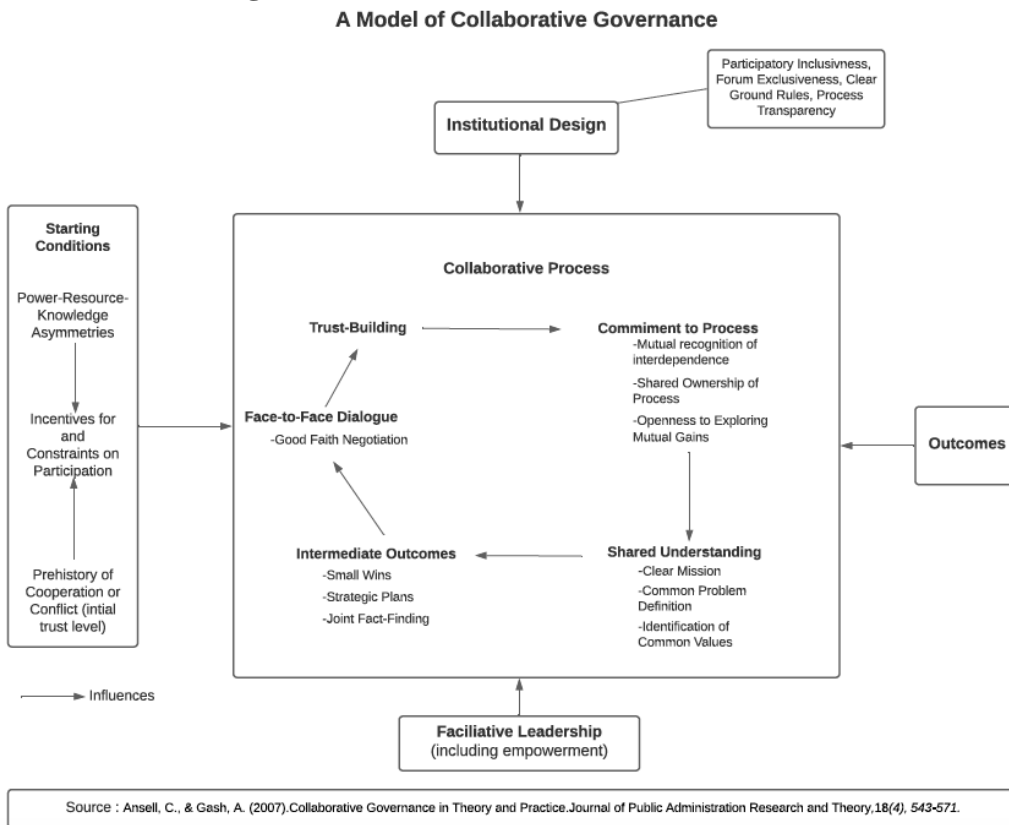 A Model of Collaborative Governance
Participatory Inclusivness,
Forum Exclusiveness, Clear
Ground Rules, Process
Transparency
Institutional Design
Starting
Conditions
Power-Resource-
Knowledge
Asymmetries
Incentives for
and
Constraints on
Participation
Prehistory of
Cooperation or
Conflict (intial
trust level)
Collaborative Process
Trust-Building
Commiment to Process
-Mutual recognition of
interdependence
-Shared Ownership of
Process
-Openness to Exploring
Mutual Gains
Face-to-Face Dialogue
-Good Faith Negotiation
Intermediate Outcomes
-Small Wins
-Strategic Plans
-Joint Fact-Finding
Shared Understanding
-Clear Mission
-Common Problem
Definition
-Identification of
Common Values
Outcomes
Influences
Faciliative Leadership
(including empowerment)
Source : Ansell, C., & Gash, A. (2007).Collaborative Governance in Theory and Practice.Journal of Public Administration Research and Theory,18(4), 543-571.